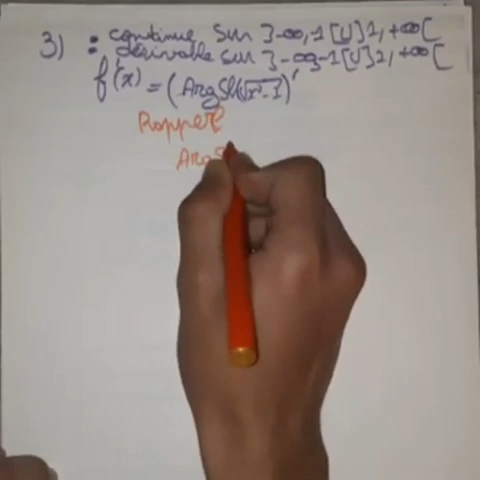 3) : continue sur ]-∞,-1[U]1,+∞[
dérivable sur ]-∞,-1[U]1,+∞[
f'(x) = (ArgSh(√x²-1))'
Rappel
ArgS